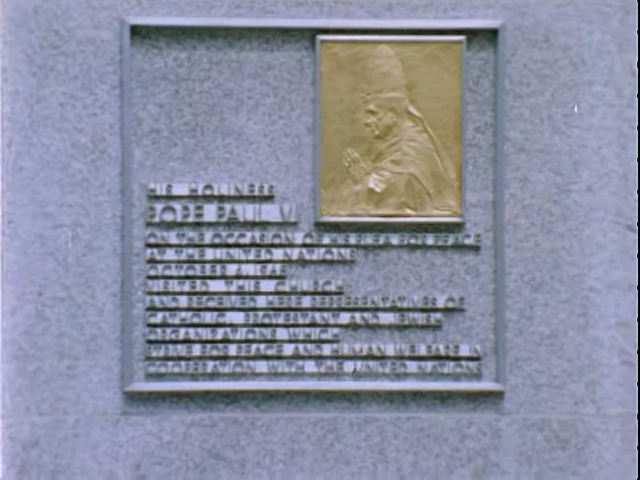 HIS HOLINESS
POPE PAUL VI
ON THE OCCASION OF HIS PLEA FOR PEACE
AT THE UNITED NATIONS
OCTOBER 4, 1965
VISITED THIS CHURCH
AND RECEIVED HERE REPRESENTATIVES OF
CATHOLIC, PROTESTANT AND JEWISH
ORGANIZATIONS WHICH
STRIVE FOR PEACE AND HUMAN WELFARE IN
COOPERATION WITH THE UNITED NATIONS